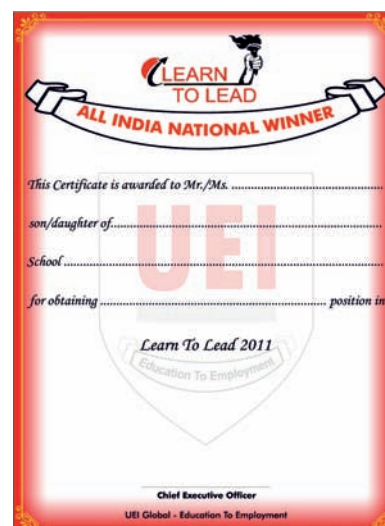 LEARN
TO LEAD
ALL INDIA NATIONAL WINNER
This Certificate is awarded to Mr./Ms. ........................................
son/daughter of........................................................................
UEI
School ....................................................................................
for obtaining ............................................................ position in
Learn To Lead 2011
Education To Employment
Chief Executive Officer
UEI Global - Education To Employment